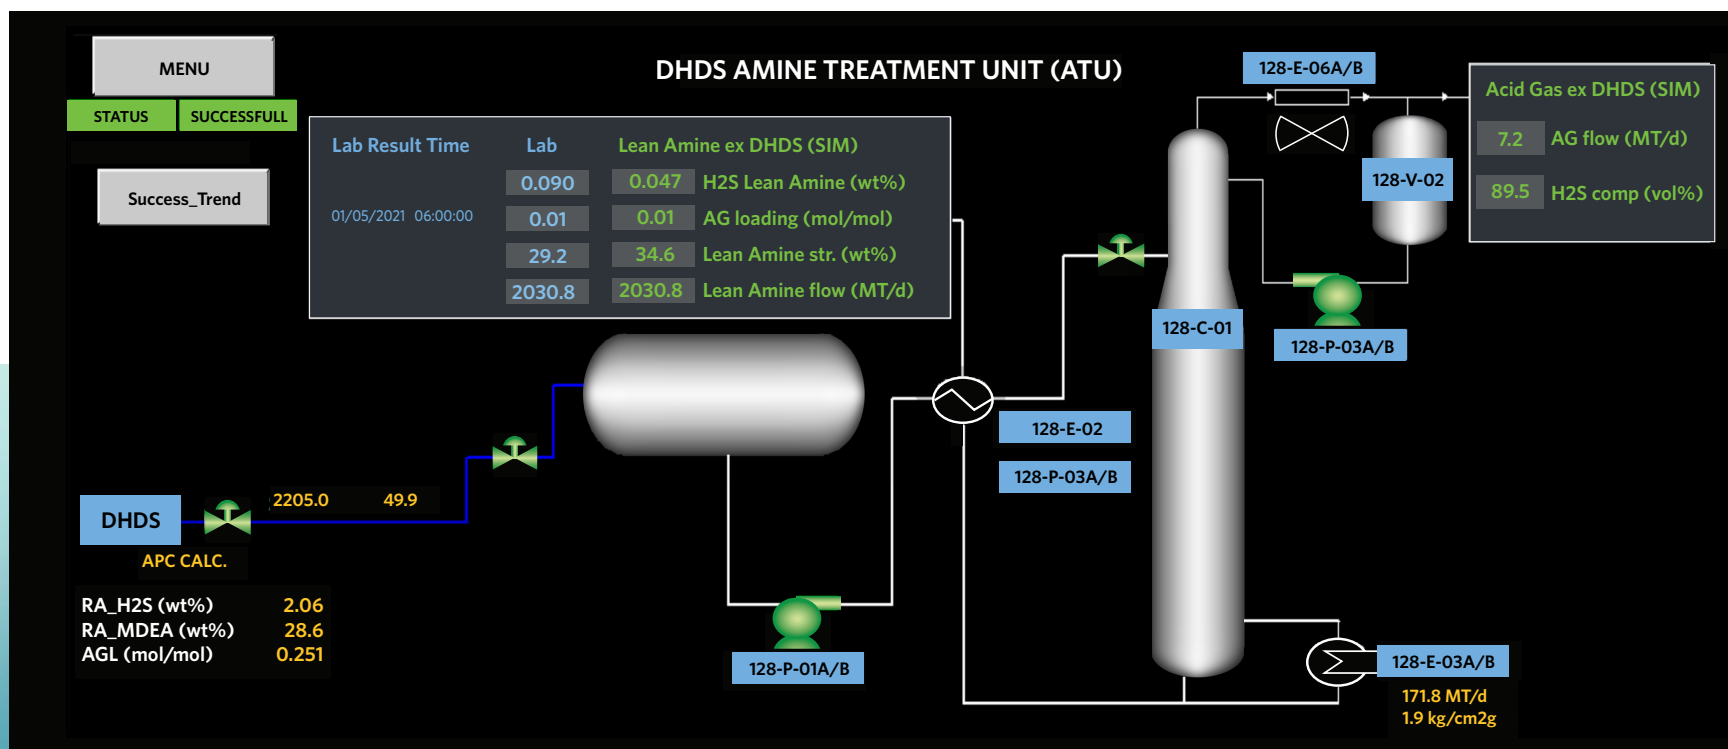 MENU
DHDS AMINE TREATMENT UNIT (ATU)
STATUS SUCCESSFULL
Success_Trend
Lab Result Time Lab Lean Amine ex DHDS (SIM)
0.090 0.047 H2S Lean Amine (wt%)
01/05/2021 06:00:00 0.01 0.01 AG loading (mol/mol)
29.2 34.6 Lean Amine str. (wt%)
2030.8 2030.8 Lean Amine flow (MT/d)
128-E-06A/B
Acid Gas ex DHDS (SIM)
7.2 AG flow (MT/d)
89.5 H2S comp (vol%)
128-V-02
128-C-01
128-P-03A/B
128-E-02
128-P-03A/B
DHDS
2205.0 49.9
APC CALC.
RA_H2S (wt%) 2.06
RA_MDEA (wt%) 28.6
AGL (mol/mol) 0.251
128-P-01A/B
128-E-03A/B
171.8 MT/d
1.9 kg/cm2g